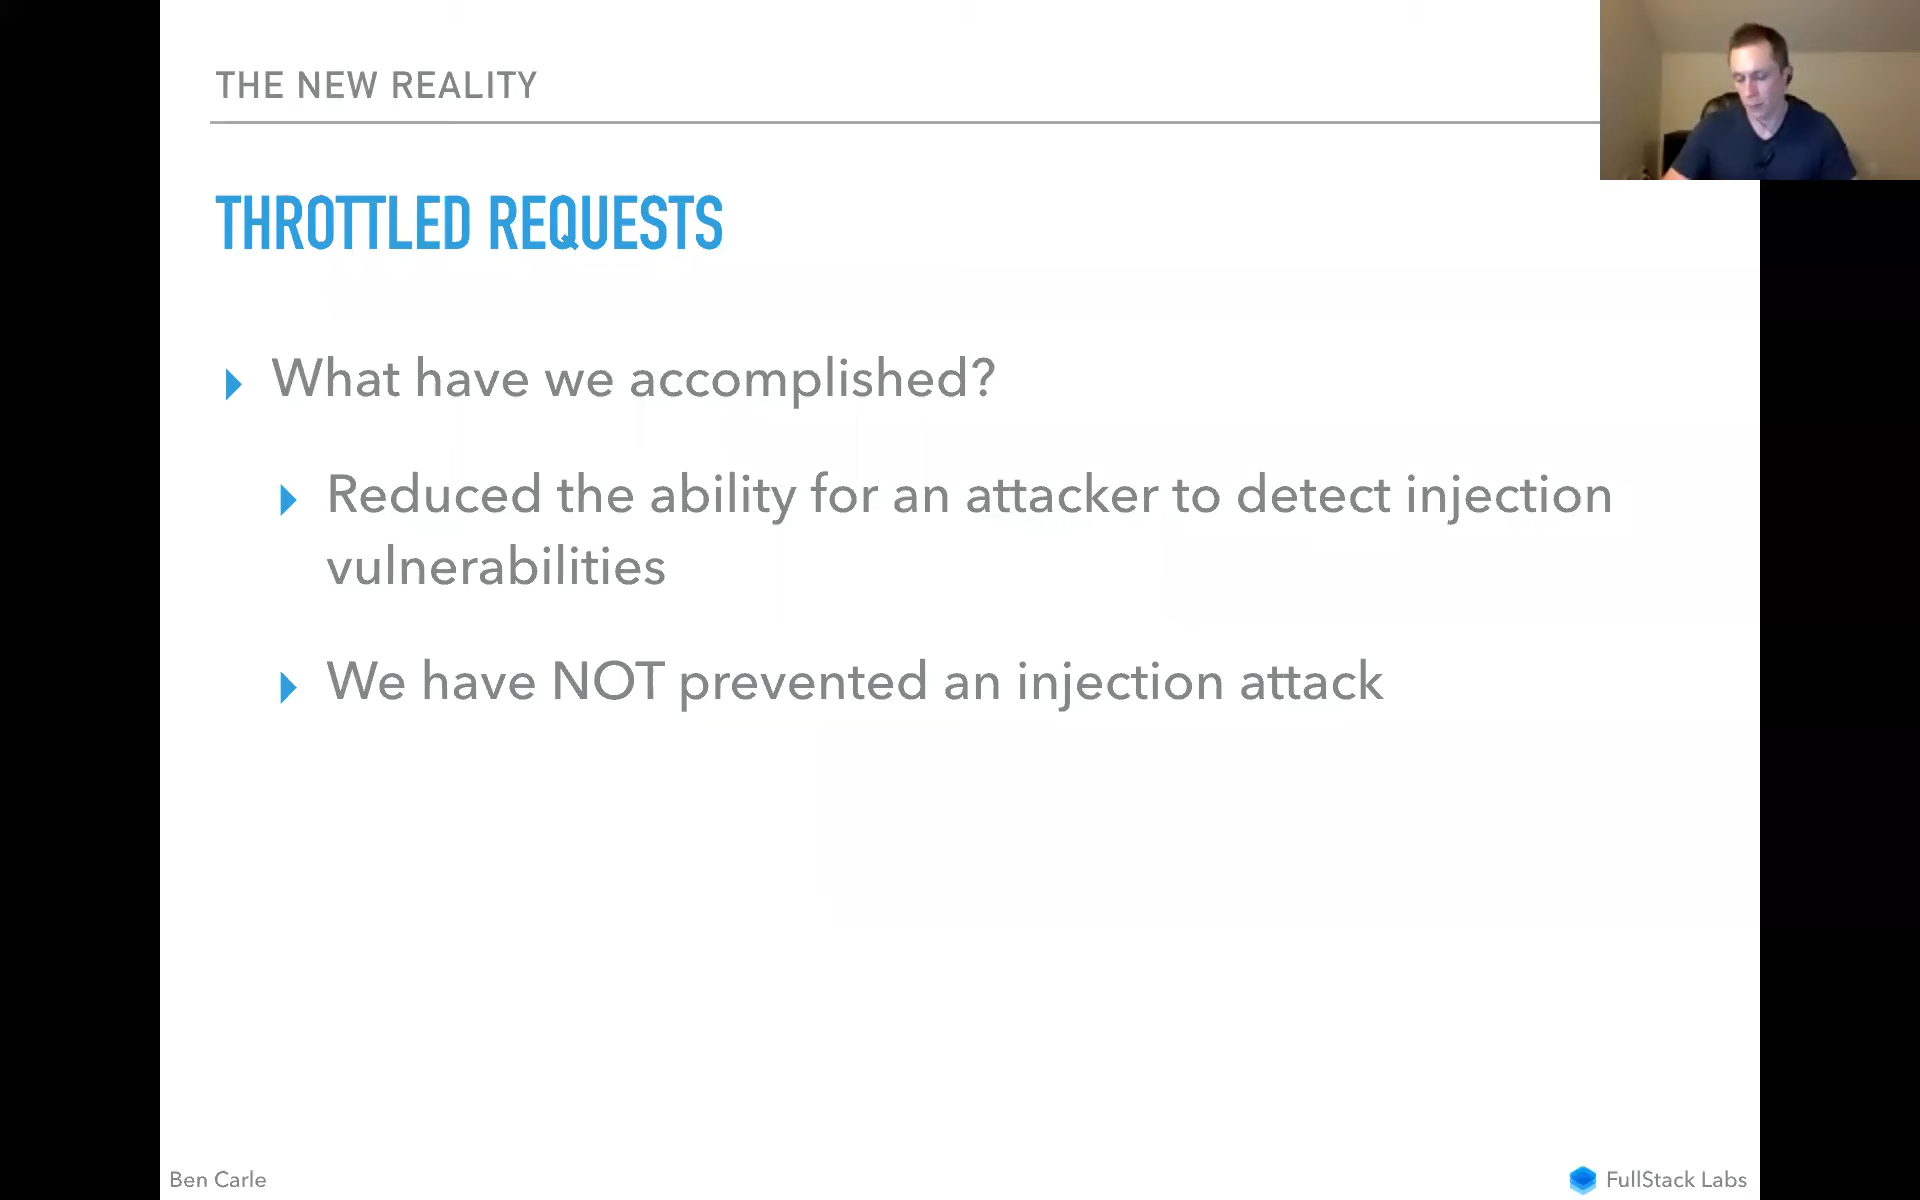 THE NEW REALITY
THROTTLED REQUESTS
What have we accomplished?
Reduced the ability for an attacker to detect injection
vulnerabilities
We have NOT prevented an injection attack
Ben Carle
FullStack Labs